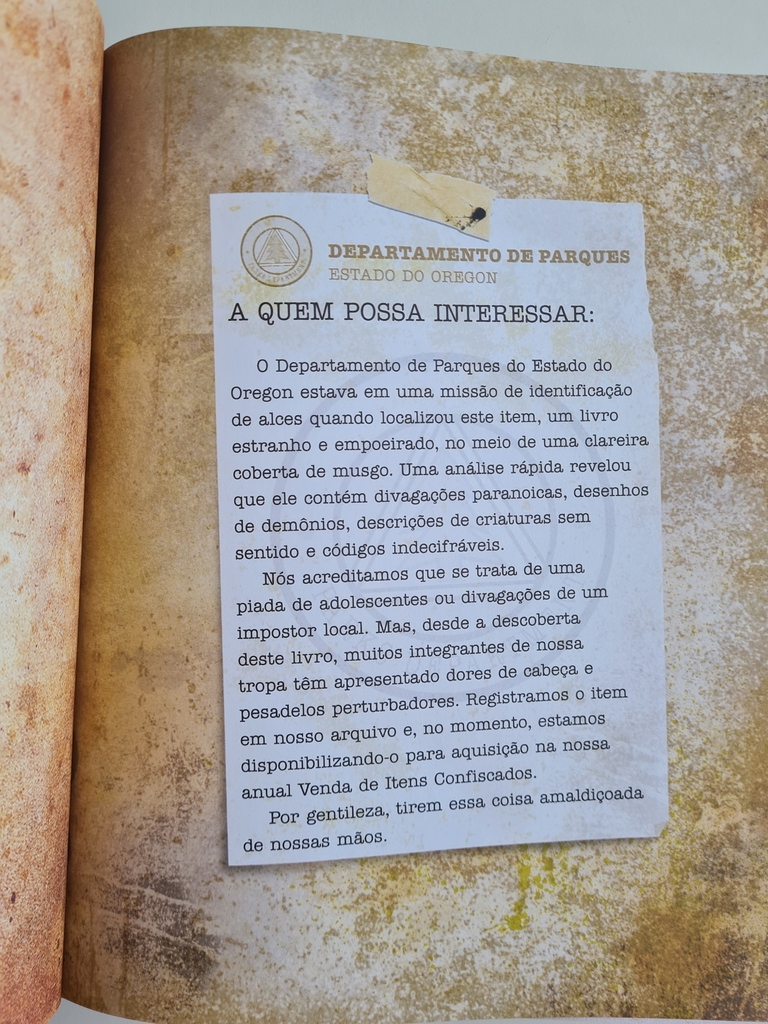 DEPARTAMENTO DE PARQUES
ESTADO DO OREGON
A QUEM POSSA INTERESSAR:
O Departamento de Parques do Estado do
Oregon estava em uma missão de identificação
de alces quando localizou este item, um livro
estranho e empoeirado, no meio de uma clareira
coberta de musgo. Uma análise rápida revelou
que ele contém divagações paranoicas, desenhos
de demônios, descrições de criaturas sem
sentido e códigos indecifráveis.
Nós acreditamos que se trata de uma
piada de adolescentes ou divagações de um
impostor local. Mas, desde a descoberta
deste livro, muitos integrantes de nossa
tropa têm apresentado dores de cabeça e
pesadelos perturbadores. Registramos o item
em nosso arquivo e, no momento, estamos
disponibilizando-o para aquisição na nossa
anual Venda de Itens Confiscados.
Por gentileza, tirem essa coisa amaldiçoada
de nossas mãos.